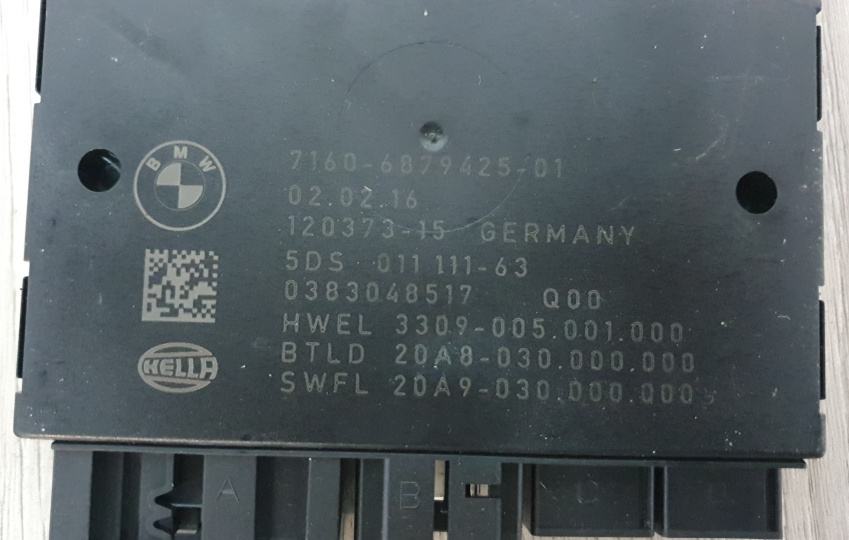 BMW
7160-6879425-01
02.02.16
120373-15 GERMANY
5DS 011 111-63
0383048517 Q00
HWEL 3309-005.001.000
HELLA
BTLD 20A8-030.000.000
SWFL 20A9-030.000.000
A B C D